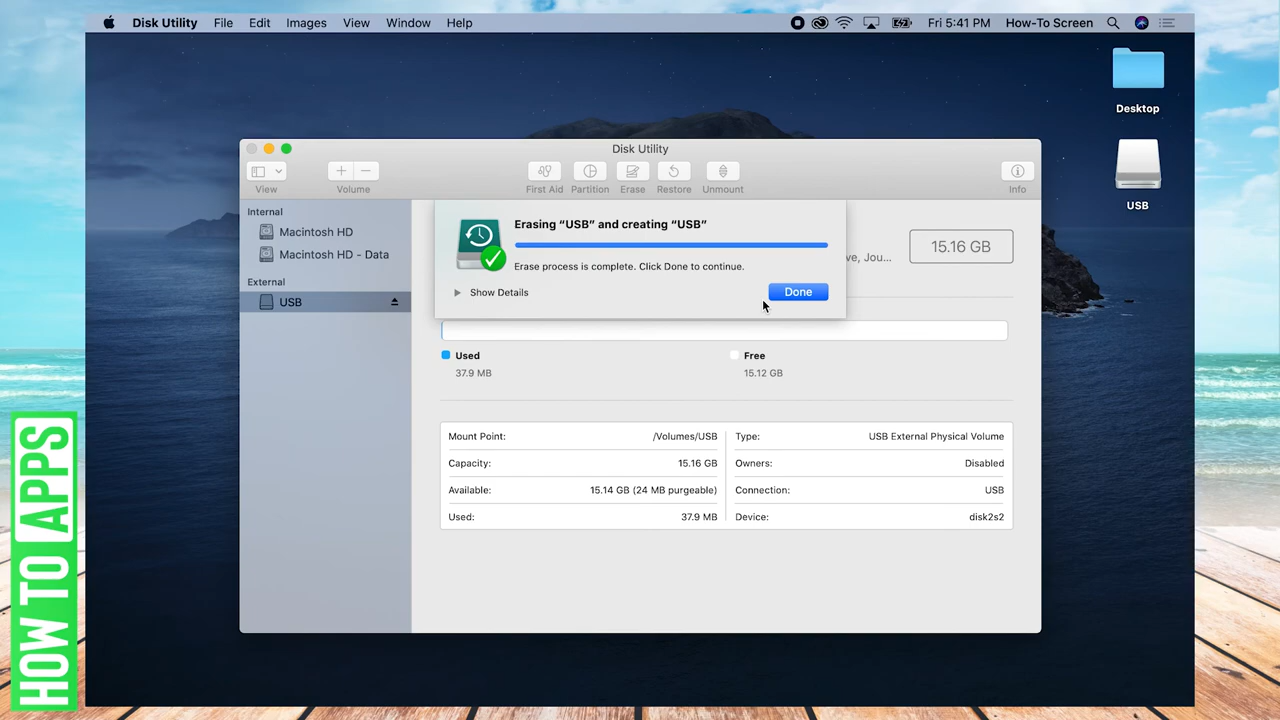 Disk Utility File Edit Images View Window Help
Fri 5:41 PM How-To Screen
Desktop
USB
Disk Utility
View
Volume
First Aid Partition Erase Restore Unmount
Info
Internal
Macintosh HD
Macintosh HD - Data
External
USB
Erasing “USB” and creating “USB”
Erase process is complete. Click Done to continue.
Show Details
Done
ve, Jou...
15.16 GB
Used
37.9 MB
Free
15.12 GB
Mount Point: /Volumes/USB
Capacity: 15.16 GB
Available: 15.14 GB (24 MB purgeable)
Used: 37.9 MB
Type: USB External Physical Volume
Owners: Disabled
Connection: USB
Device: disk2s2
HOW TO APPS